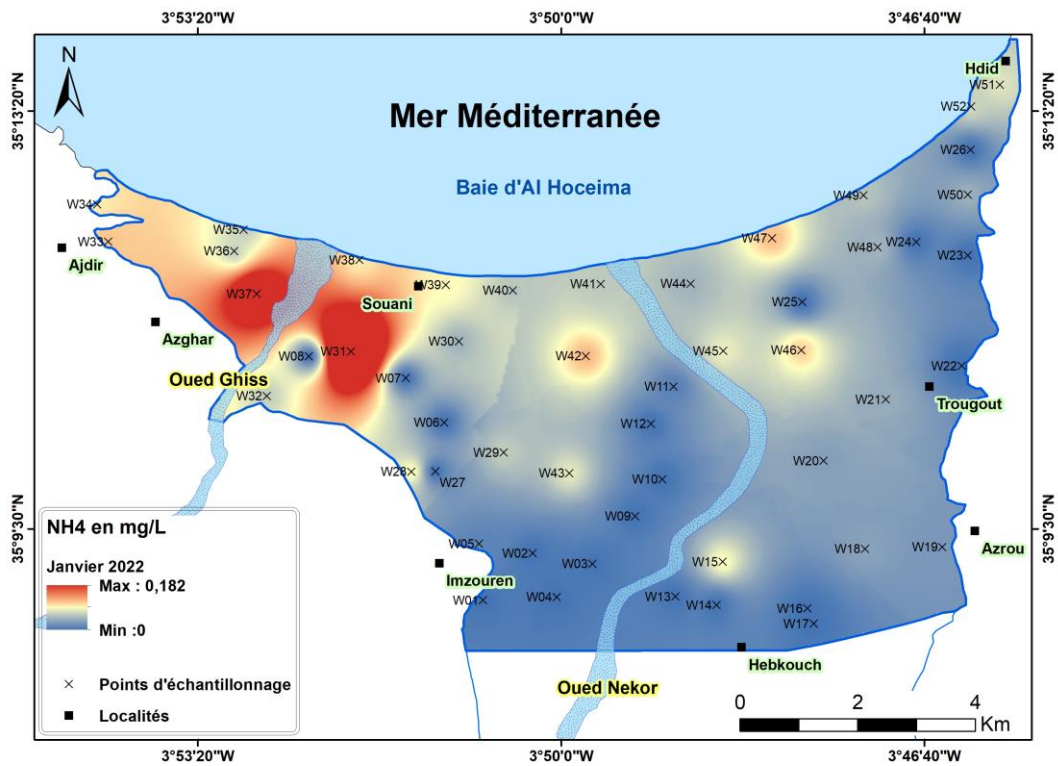 3°53'20"W 3°50'0"W 3°46'40"W
N
35°13'20"N
35°13'20"N
Hdid
W51
W52
Mer Méditerranée
W26
Baie d'Al Hoceima
W34
W49
W50
W35
W33
W36
W47
W48
W24
W23
Ajdir
W38
W37
Souani
W39
W40
W41
W44
W25
Azghar
W08
W31
W30
W42
W45
W46
W22
Oued Ghiss
W07
W11
Trougout
W32
W21
W06
W12
W29
W20
W28
W27
W43
W10
35°9'30"N
35°9'30"N
W09
NH4 en mg/L
W05
W02
W18
W19
Azrou
W03
W15
Janvier 2022
Imzouren
Max : 0,182
W01
W04
W13
W14
W16
Min :0
W17
Hebkouch
× Points d'échantillonnage
Oued Nekor
Localités
0 2 4
Km
3°53'20"W 3°50'0"W 3°46'40"W